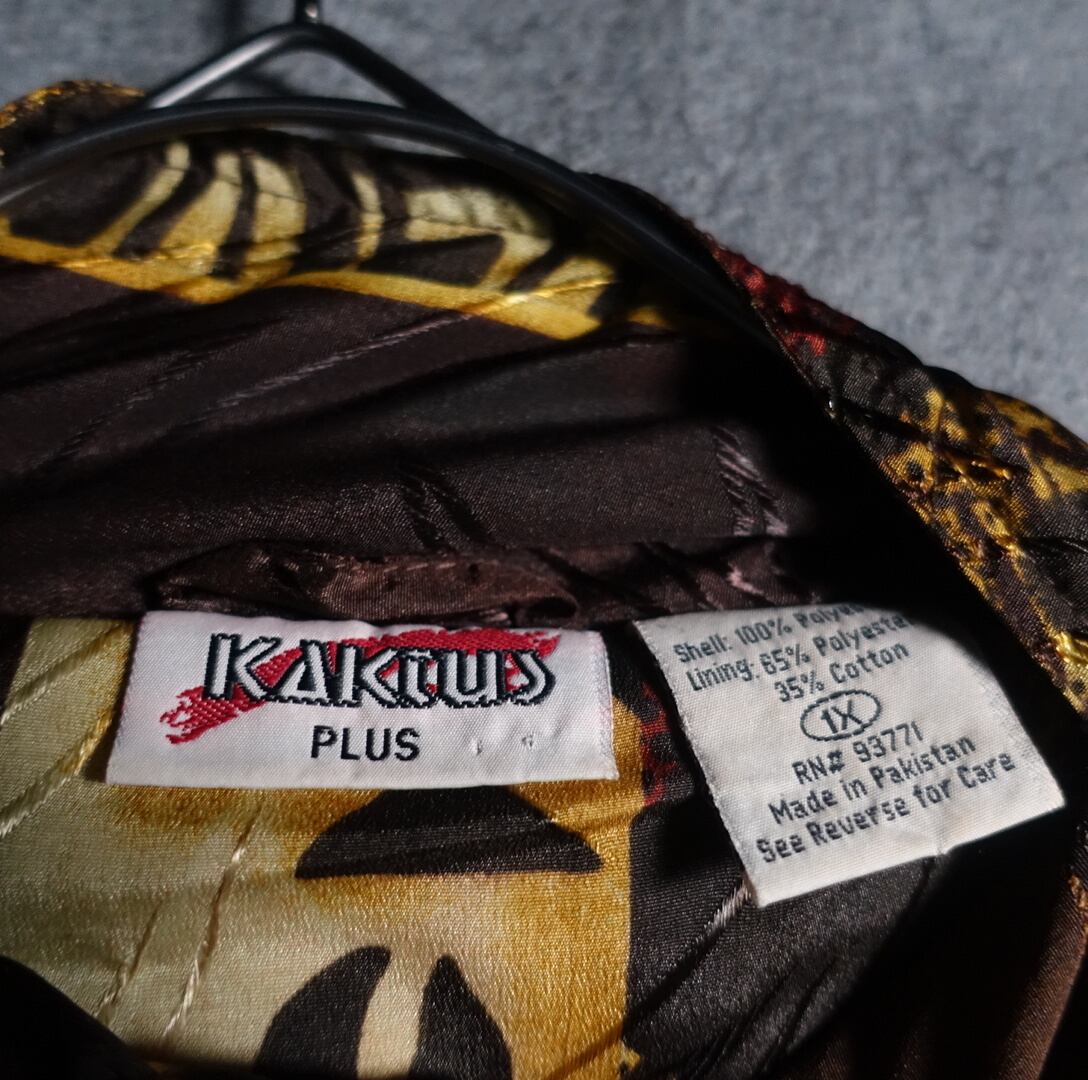 KAKTUS
PLUS
Shell: 100% Polyes
Lining: 65% Polyester
35% Cotton
1X
RN# 93771
Made in Pakistan
See Reverse for Care